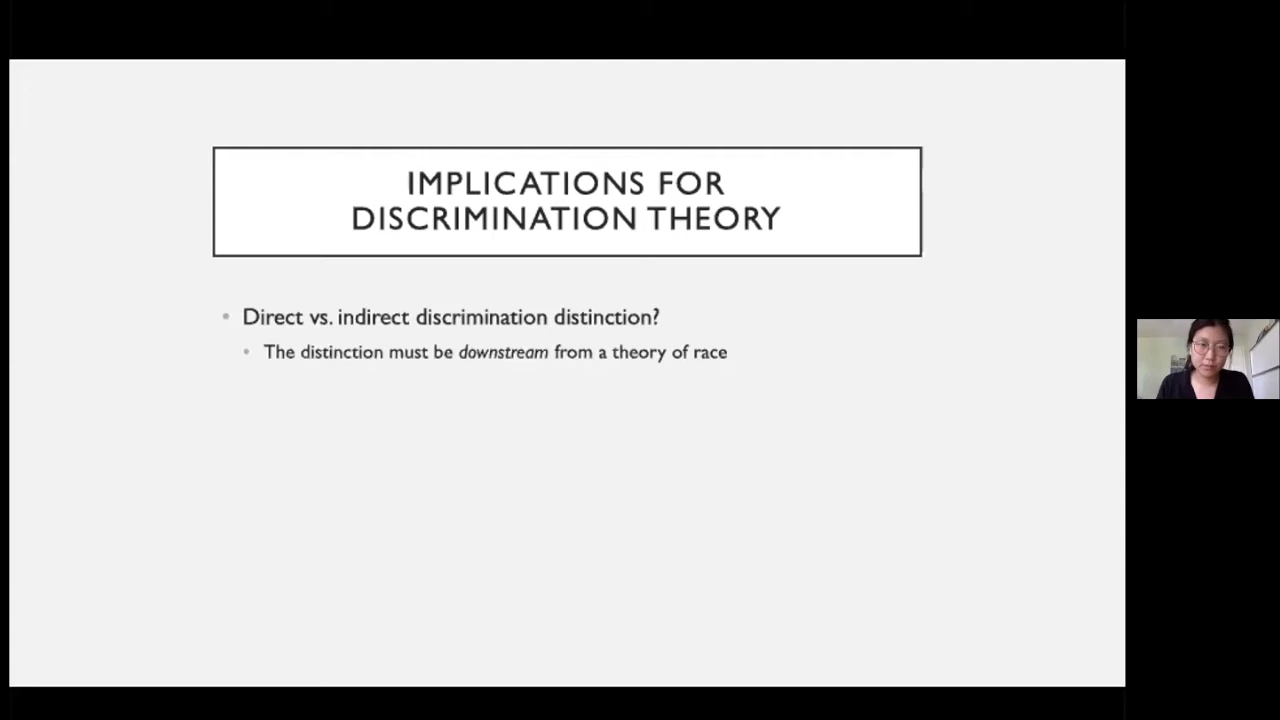 IMPLICATIONS FOR
DISCRIMINATION THEORY
• Direct vs. indirect discrimination distinction?
• The distinction must be downstream from a theory of race